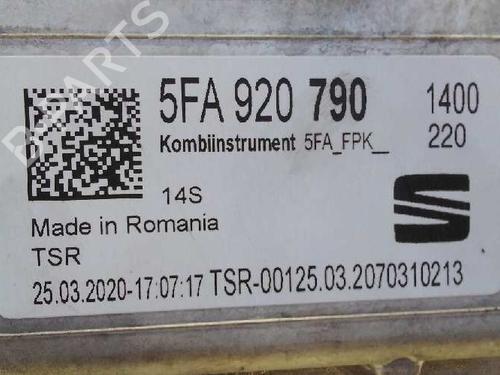 5FA 920 790 1400
Kombiinstrument 5FA_FPK__ 220
14S
Made in Romania
TSR
25.03.2020-17:07:17 TSR-00125.03.2070310213